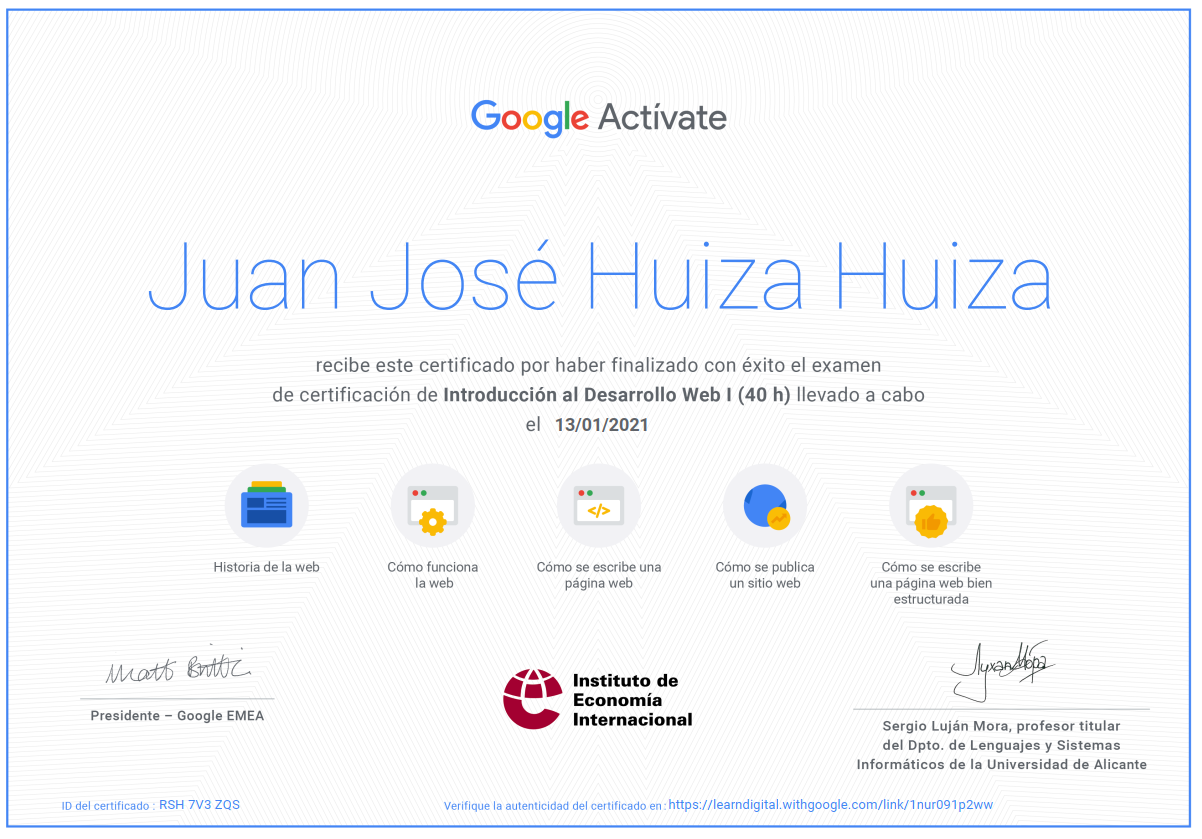 Google Actívate
Juan José Huiza Huiza
recibe este certificado por haber finalizado con éxito el examen
de certificación de Introducción al Desarrollo Web I (40 h) llevado a cabo
el 13/01/2021
</>
Historia de la web
Cómo funciona
la web
Cómo se escribe una
página web
Cómo se publica
un sitio web
Cómo se escribe
una página web bien
estructurada
Matt Brittin
Presidente – Google EMEA
Instituto de
Economía
Internacional
Sergio Luján Mora, profesor titular
del Dpto. de Lenguajes y Sistemas
Informáticos de la Universidad de Alicante
ID del certificado : RSH 7V3 ZQS
Verifique la autenticidad del certificado en : https://learndigital.withgoogle.com/link/1nur091p2ww